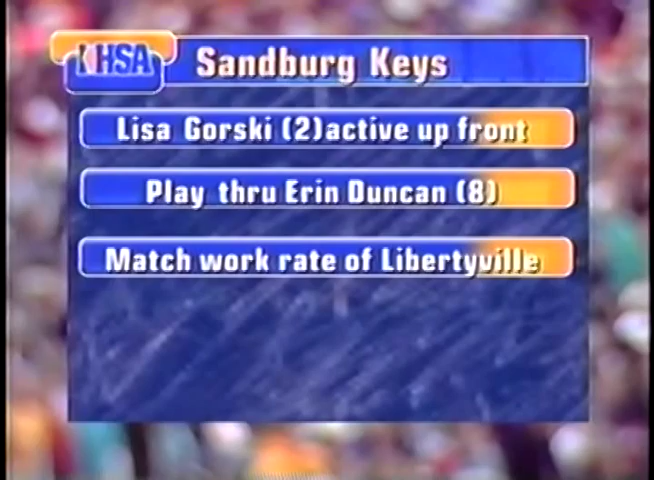 IHSA
Sandburg Keys
Lisa Gorski (2)active up front
Play thru Erin Duncan (8)
Match work rate of Libertyville